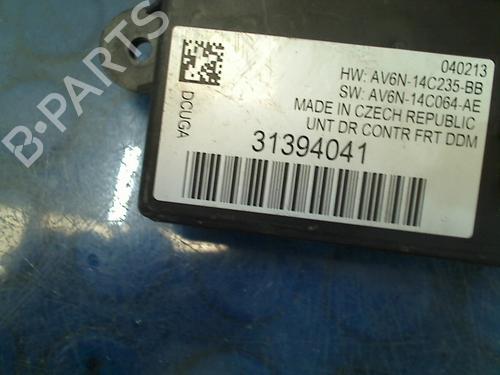 040213
HW: AV6N-14C235-BB
SW: AV6N-14C064-AE
MADE IN CZECH REPUBLIC
UNT DR CONTR FRT DDM
DCUGA
31394041
B-PARTS